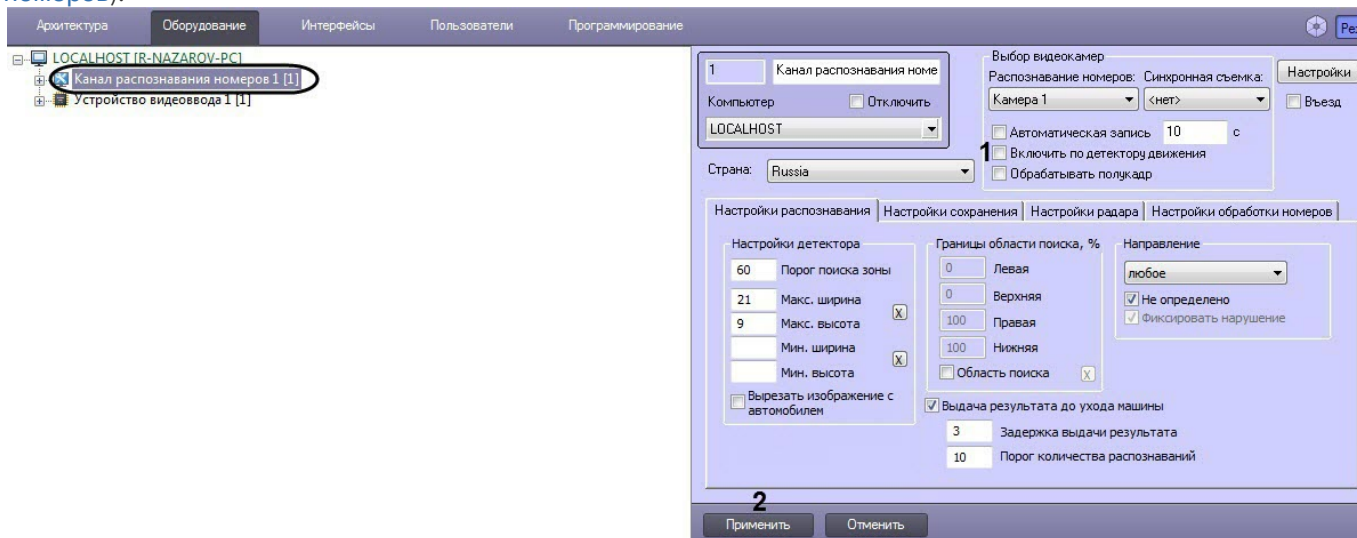 номеров).
Архитектура Оборудование Интерфейсы Пользователи Программирование
LOCALHOST [R-NAZAROV-PC]
Канал распознавания номеров 1 [1]
Устройство видеоввода 1 [1]
1 Канал распознавания номе
Компьютер Отключить
LOCALHOST
Страна: Russia
Выбор видеокамер
Распознавание номеров: Синхронная съемка:
Камера 1 <нет>
Автоматическая запись 10 с
1 Включить по детектору движения
Обрабатывать полукадр
Настройки
Въезд
Настройки распознавания Настройки сохранения Настройки радара Настройки обработки номеров
Настройки детектора
60 Порог поиска зоны
21 Макс. ширина
9 Макс. высота
X
Мин. ширина
Мин. высота
X
Вырезать изображение с
автомобилем
Границы области поиска, %
0 Левая
0 Верхняя
100 Правая
100 Нижняя
Область поиска X
Направление
любое
Не определено
Фиксировать нарушение
Выдача результата до ухода машины
3 Задержка выдачи результата
10 Порог количества распознаваний
2
Применить Отменить